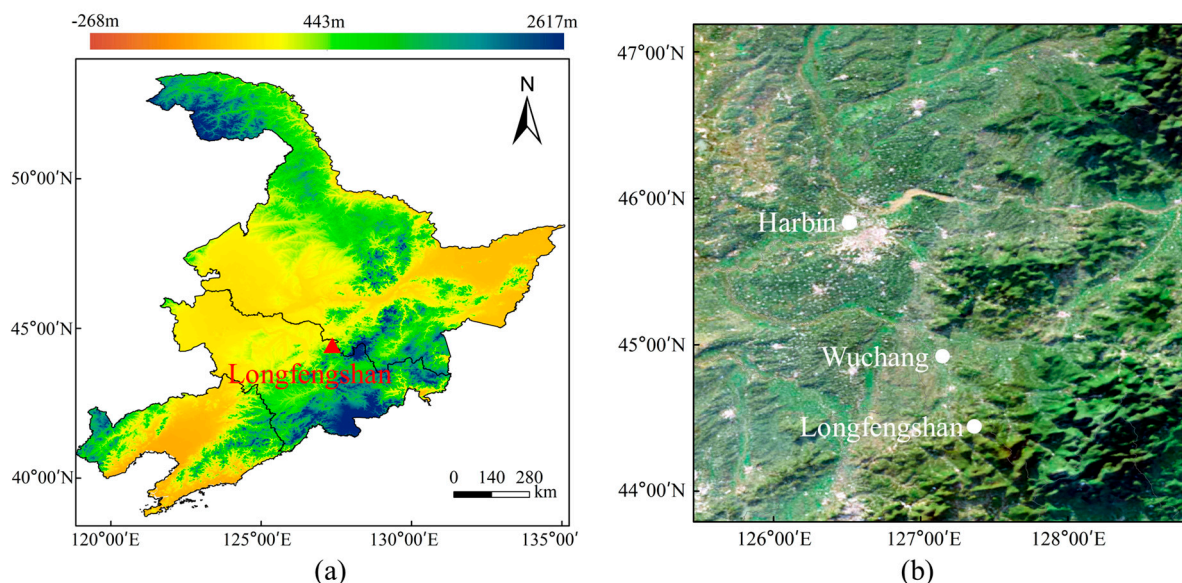 -268m 443m 2617m
N
50°00′N
45°00′N
40°00′N
Longfengshan
0 140 280
km
120°00′E 125°00′E 130°00′E 135°00′E
(a)
47°00′N
46°00′N
45°00′N
44°00′N
Harbin
Wuchang
Longfengshan
126°00′E 127°00′E 128°00′E
(b)